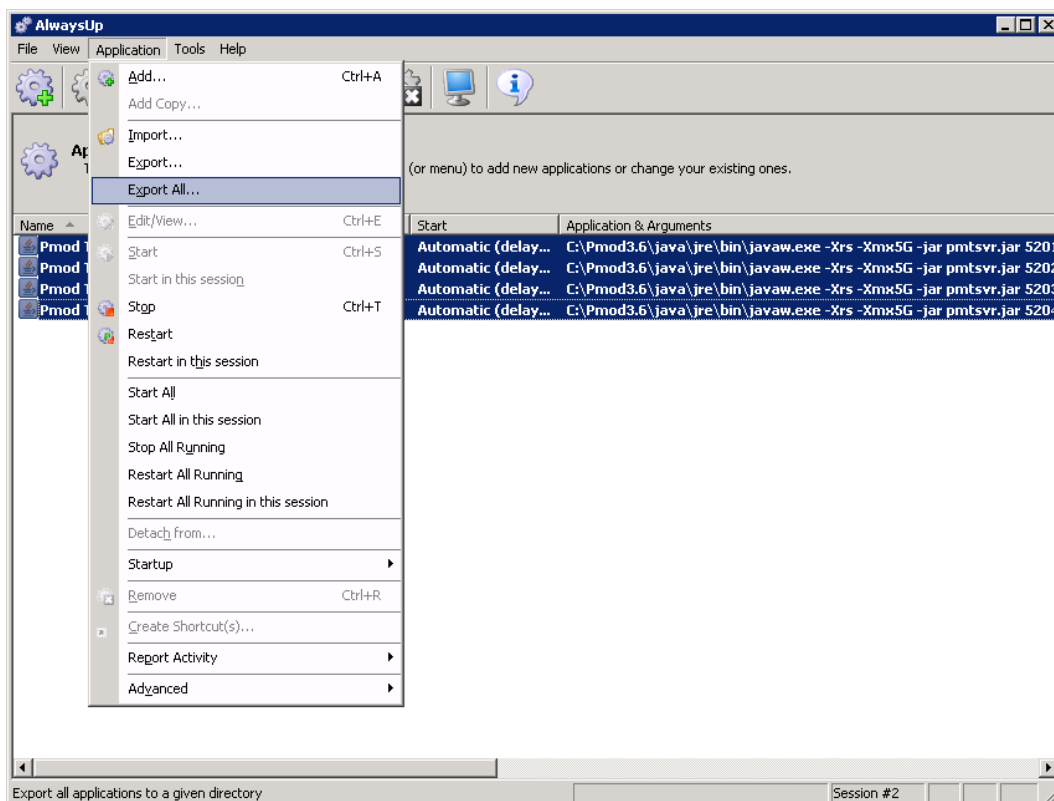 AlwaysUp
File View Application Tools Help
Add... Ctrl+A
Add Copy...
Import...
Export...
Export All...
Edit/View... Ctrl+E
Start Ctrl+S
Start in this session
Stop Ctrl+T
Restart
Restart in this session
Start All
Start All in this session
Stop All Running
Restart All Running
Restart All Running in this session
Detach from...
Startup
Remove Ctrl+R
Create Shortcut(s)...
Report Activity
Advanced
(or menu) to add new applications or change your existing ones.
Name Start Application & Arguments
Pmod Automatic (delay... C:\Pmod3.6\java\jre\bin\javaw.exe -Xrs -Xmx5G -jar pmtsvr.jar 5201
Pmod Automatic (delay... C:\Pmod3.6\java\jre\bin\javaw.exe -Xrs -Xmx5G -jar pmtsvr.jar 5202
Pmod Automatic (delay... C:\Pmod3.6\java\jre\bin\javaw.exe -Xrs -Xmx5G -jar pmtsvr.jar 5203
Pmod Automatic (delay... C:\Pmod3.6\java\jre\bin\javaw.exe -Xrs -Xmx5G -jar pmtsvr.jar 5204
Export all applications to a given directory Session #2